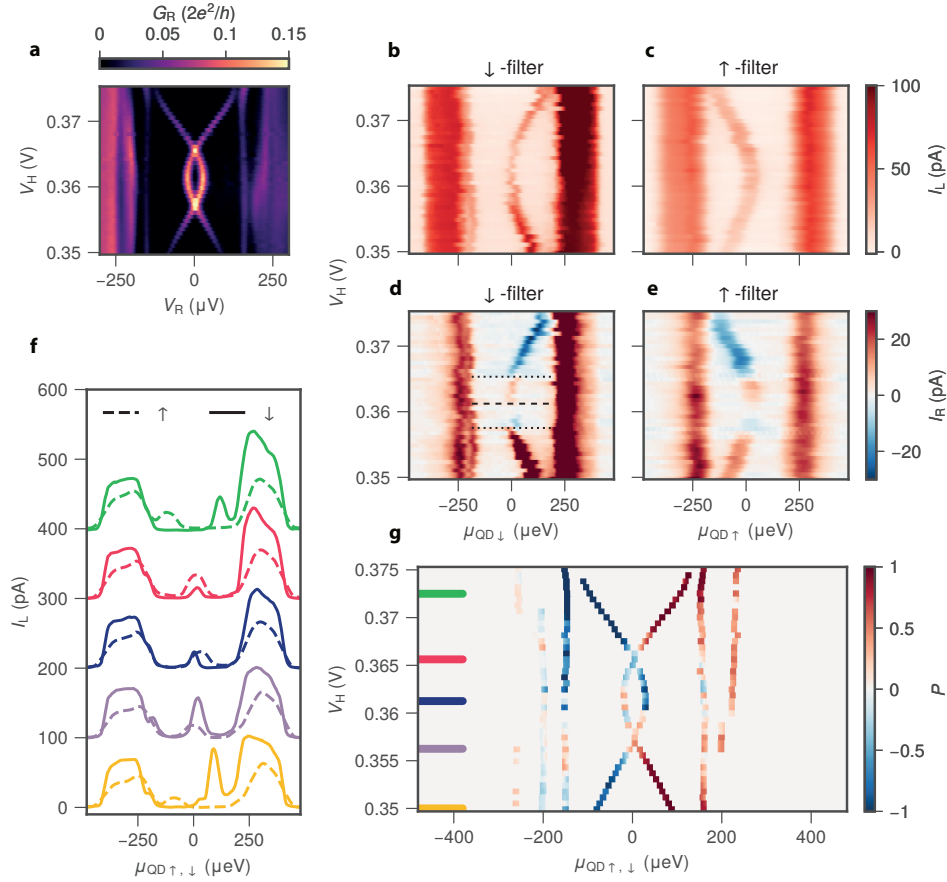 a
G_R (2e²/h)
0 0.05 0.1 0.15
V_H (V)
0.37
0.36
0.35
−250 0 250
V_R (µV)
b
↓ -filter
c
↑ -filter
0.37
0.36
0.35
100
50
0
I_L (pA)
V_H (V)
d
↓ -filter
e
↑ -filter
0.37
0.36
0.35
−250 0 250
µ_QD↓ (µeV)
−250 0 250
µ_QD↑ (µeV)
20
0
−20
I_R (pA)
f
↑ ↓
600
500
400
300
200
100
0
I_L (pA)
−250 0 250
µ_QD↑,↓ (µeV)
g
0.375
0.37
0.365
0.36
0.355
0.35
V_H (V)
−400 −200 0 200 400
µ_QD↑,↓ (µeV)
1
0.5
0
−0.5
−1
P